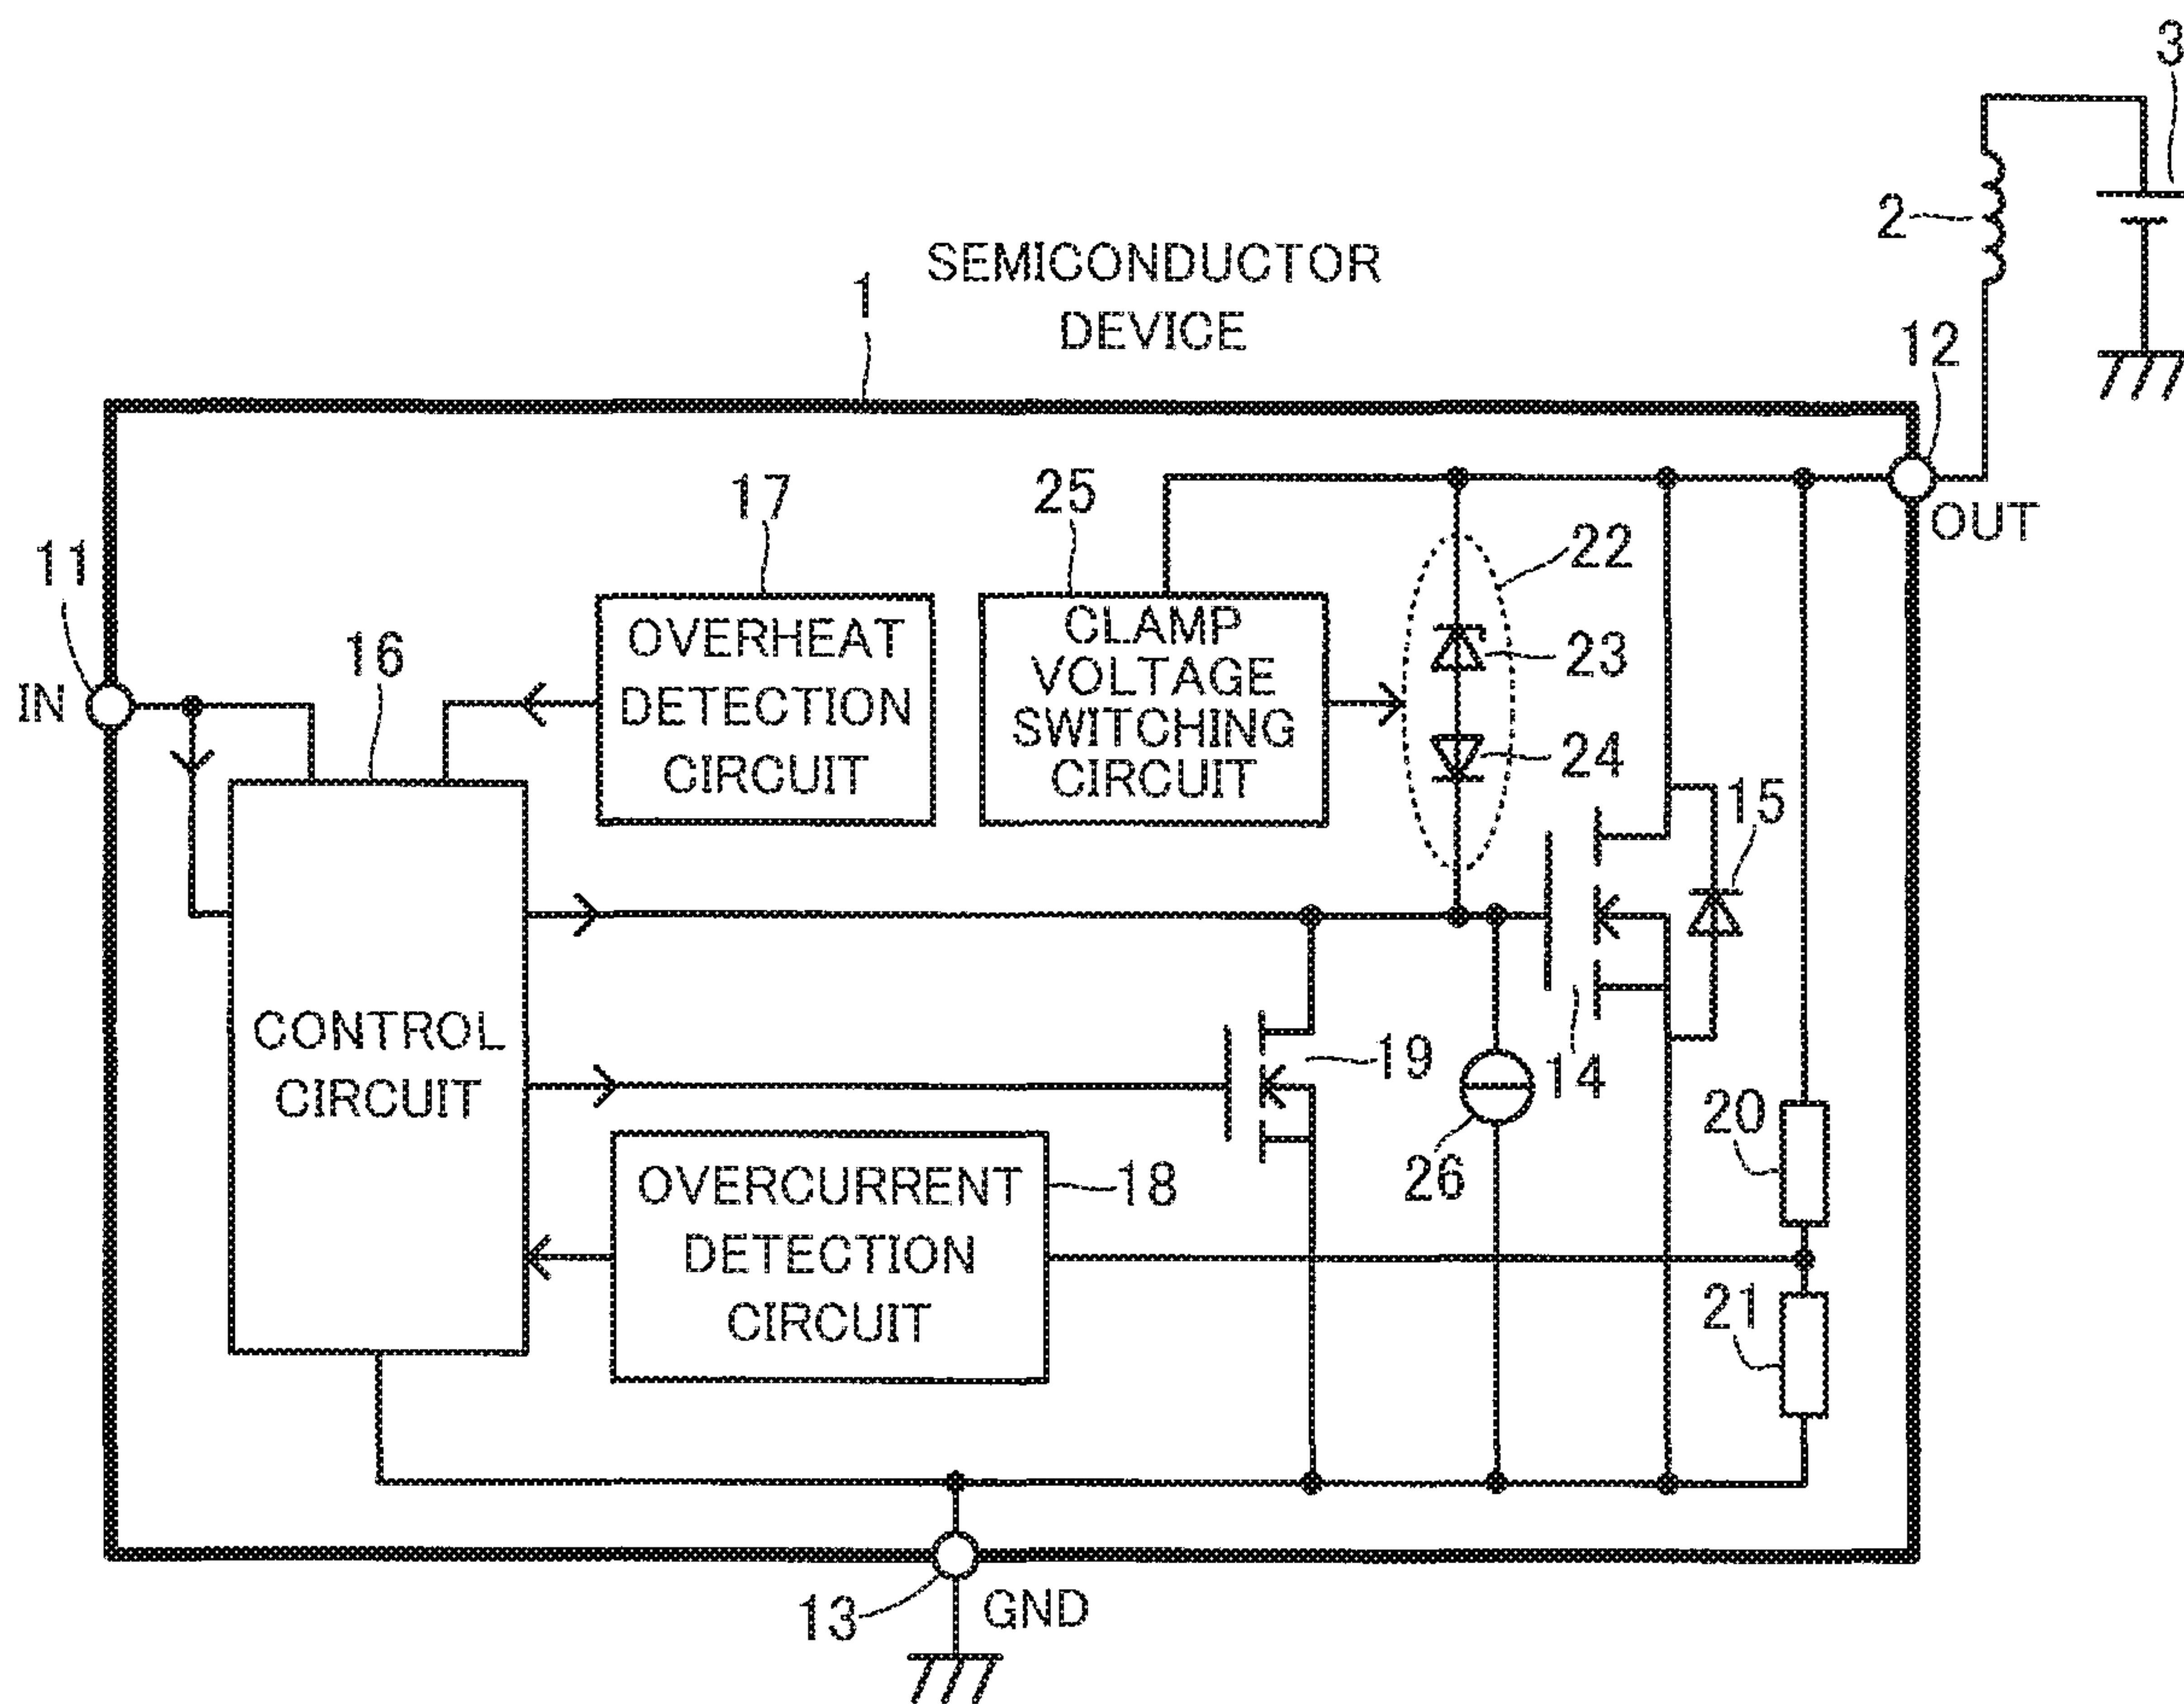 3
2
SEMICONDUCTOR
DEVICE
1
12
OUT
17
25
22
11
IN
16
OVERHEAT
DETECTION
CIRCUIT
CLAMP
VOLTAGE
SWITCHING
CIRCUIT
23
24
15
CONTROL
CIRCUIT
19
14
26
20
OVERCURRENT
DETECTION
CIRCUIT
18
21
13
GND